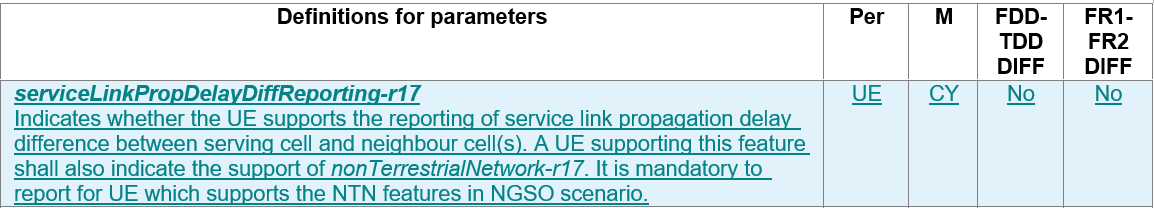 Definitions for parameters Per M FDD-TDD DIFF FR1-FR2 DIFF
serviceLinkPropDelayDiffReporting-r17 UE CY No No
Indicates whether the UE supports the reporting of service link propagation delay
difference between serving cell and neighbour cell(s). A UE supporting this feature
shall also indicate the support of nonTerrestrialNetwork-r17. It is mandatory to
report for UE which supports the NTN features in NGSO scenario.